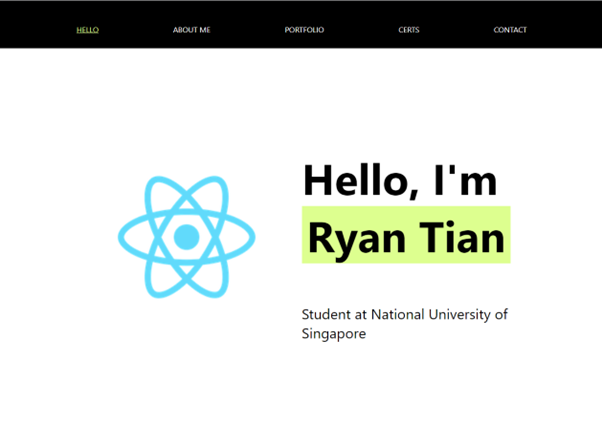 HELLO ABOUT ME PORTFOLIO CERTS CONTACT
Hello, I'm
Ryan Tian
Student at National University of
Singapore